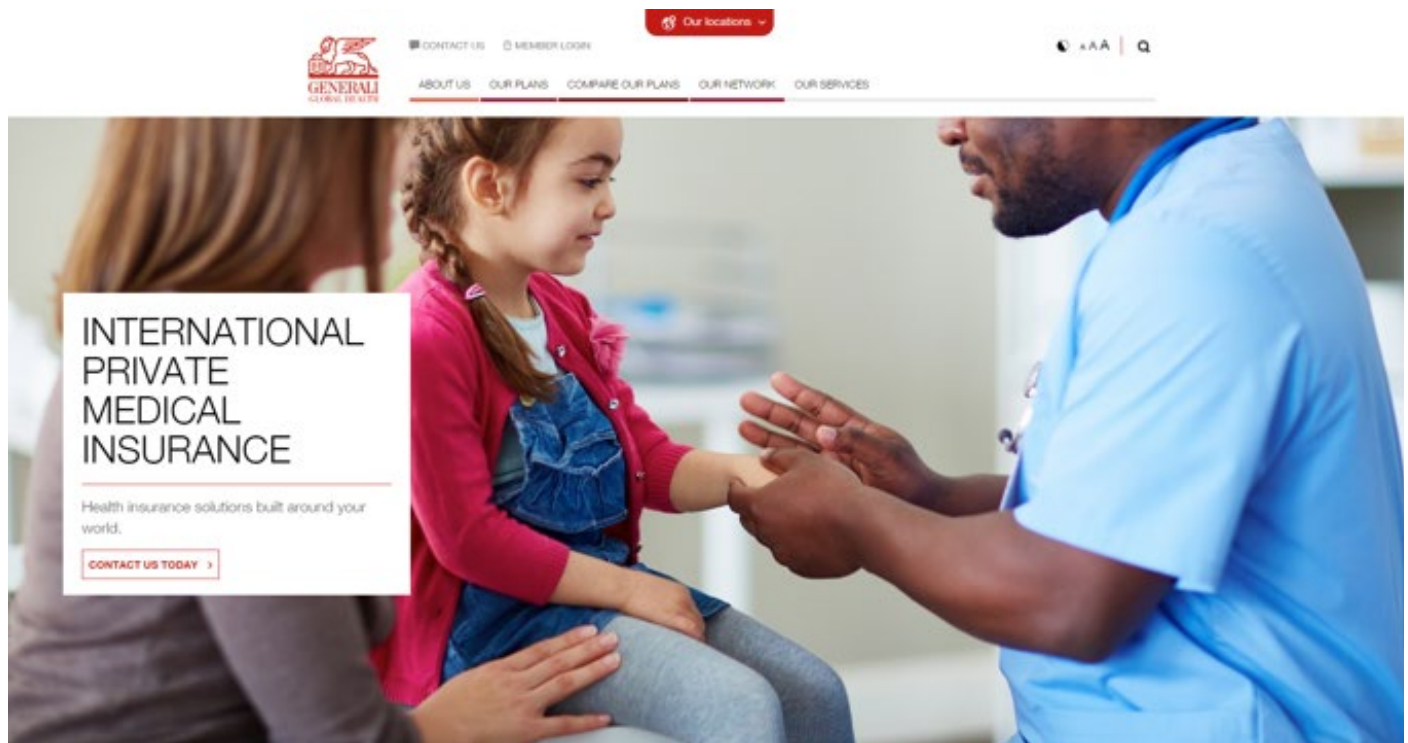 Our locations
CONTACT US MEMBER LOGIN
A A A
GENERALI
GLOBAL HEALTH
ABOUT US OUR PLANS COMPARE OUR PLANS OUR NETWORK OUR SERVICES
INTERNATIONAL
PRIVATE
MEDICAL
INSURANCE
Health insurance solutions built around your
world.
CONTACT US TODAY >